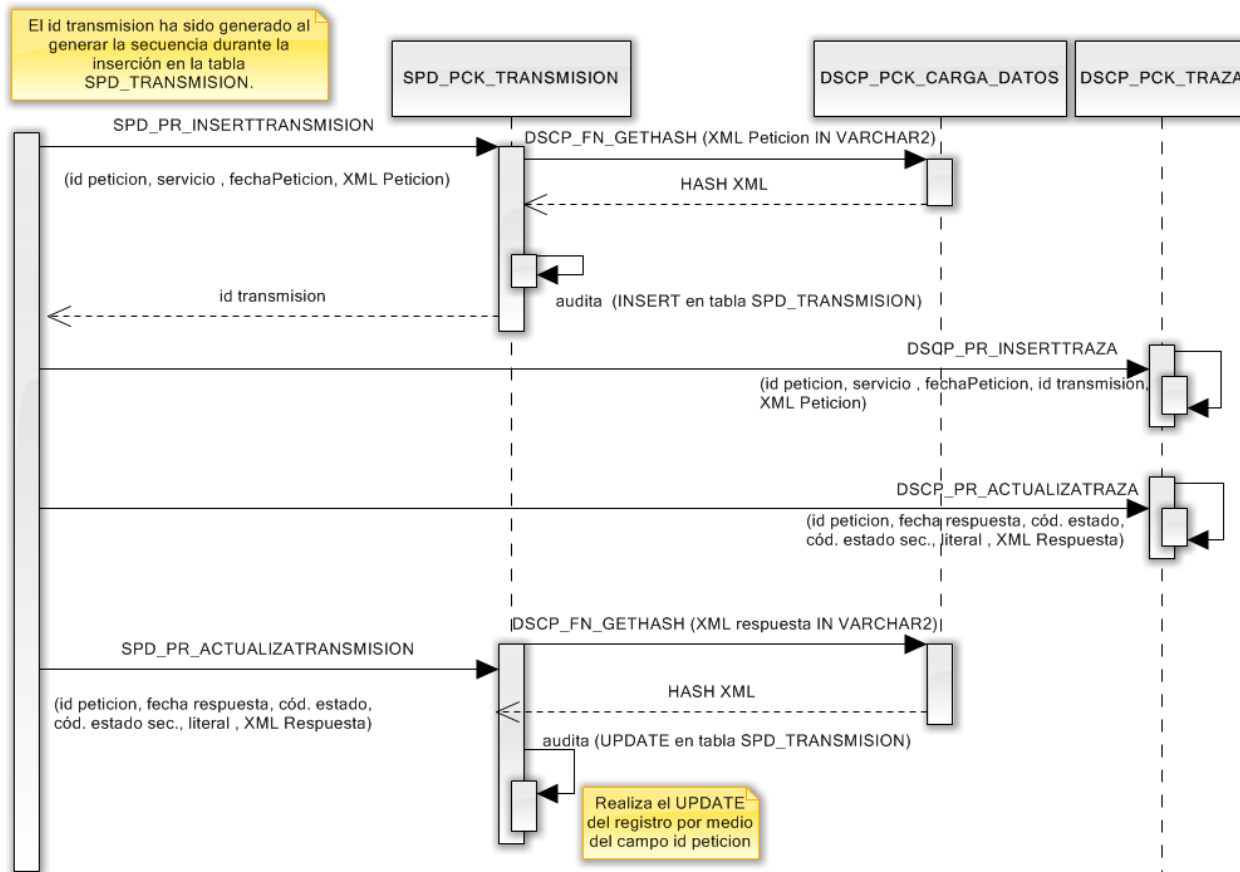 El id transmision ha sido generado al
generar la secuencia durante la
inserción en la tabla
SPD_TRANSMISION.
SPD_PCK_TRANSMISION
DSCP_PCK_CARGA_DATOS
DSCP_PCK_TRAZA
SPD_PR_INSERTTRANSMISION
(id peticion, servicio , fechaPeticion, XML Peticion)
DSCP_FN_GETHASH (XML Peticion IN VARCHAR2)
HASH XML
audita (INSERT en tabla SPD_TRANSMISION)
id transmision
DSCP_PR_INSERTTRAZA
(id peticion, servicio , fechaPeticion, id transmision,
XML Peticion)
DSCP_PR_ACTUALIZATRAZA
(id peticion, fecha respuesta, cód. estado,
cód. estado sec., literal , XML Respuesta)
DSCP_FN_GETHASH (XML respuesta IN VARCHAR2)
SPD_PR_ACTUALIZATRANSMISION
(id peticion, fecha respuesta, cód. estado,
cód. estado sec., literal , XML Respuesta)
HASH XML
audita (UPDATE en tabla SPD_TRANSMISION)
Realiza el UPDATE
del registro por medio
del campo id peticion